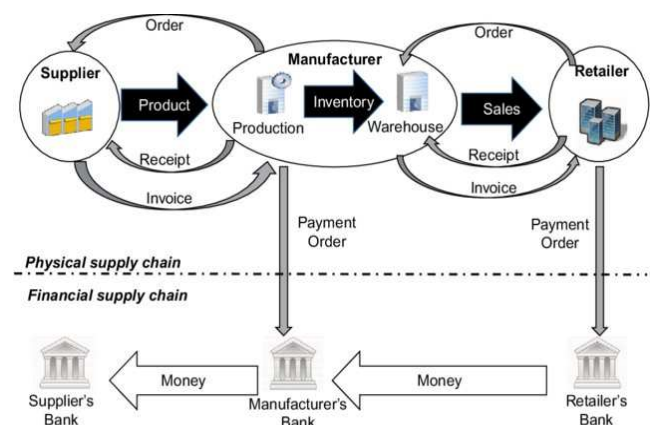 Order
Order
Supplier
Manufacturer
Retailer
Product
Inventory
Sales
Production
Warehouse
Receipt
Receipt
Invoice
Invoice
Payment
Order
Payment
Order
Physical supply chain
Financial supply chain
Money
Money
Supplier's
Bank
Manufacturer's
Bank
Retailer's
Bank